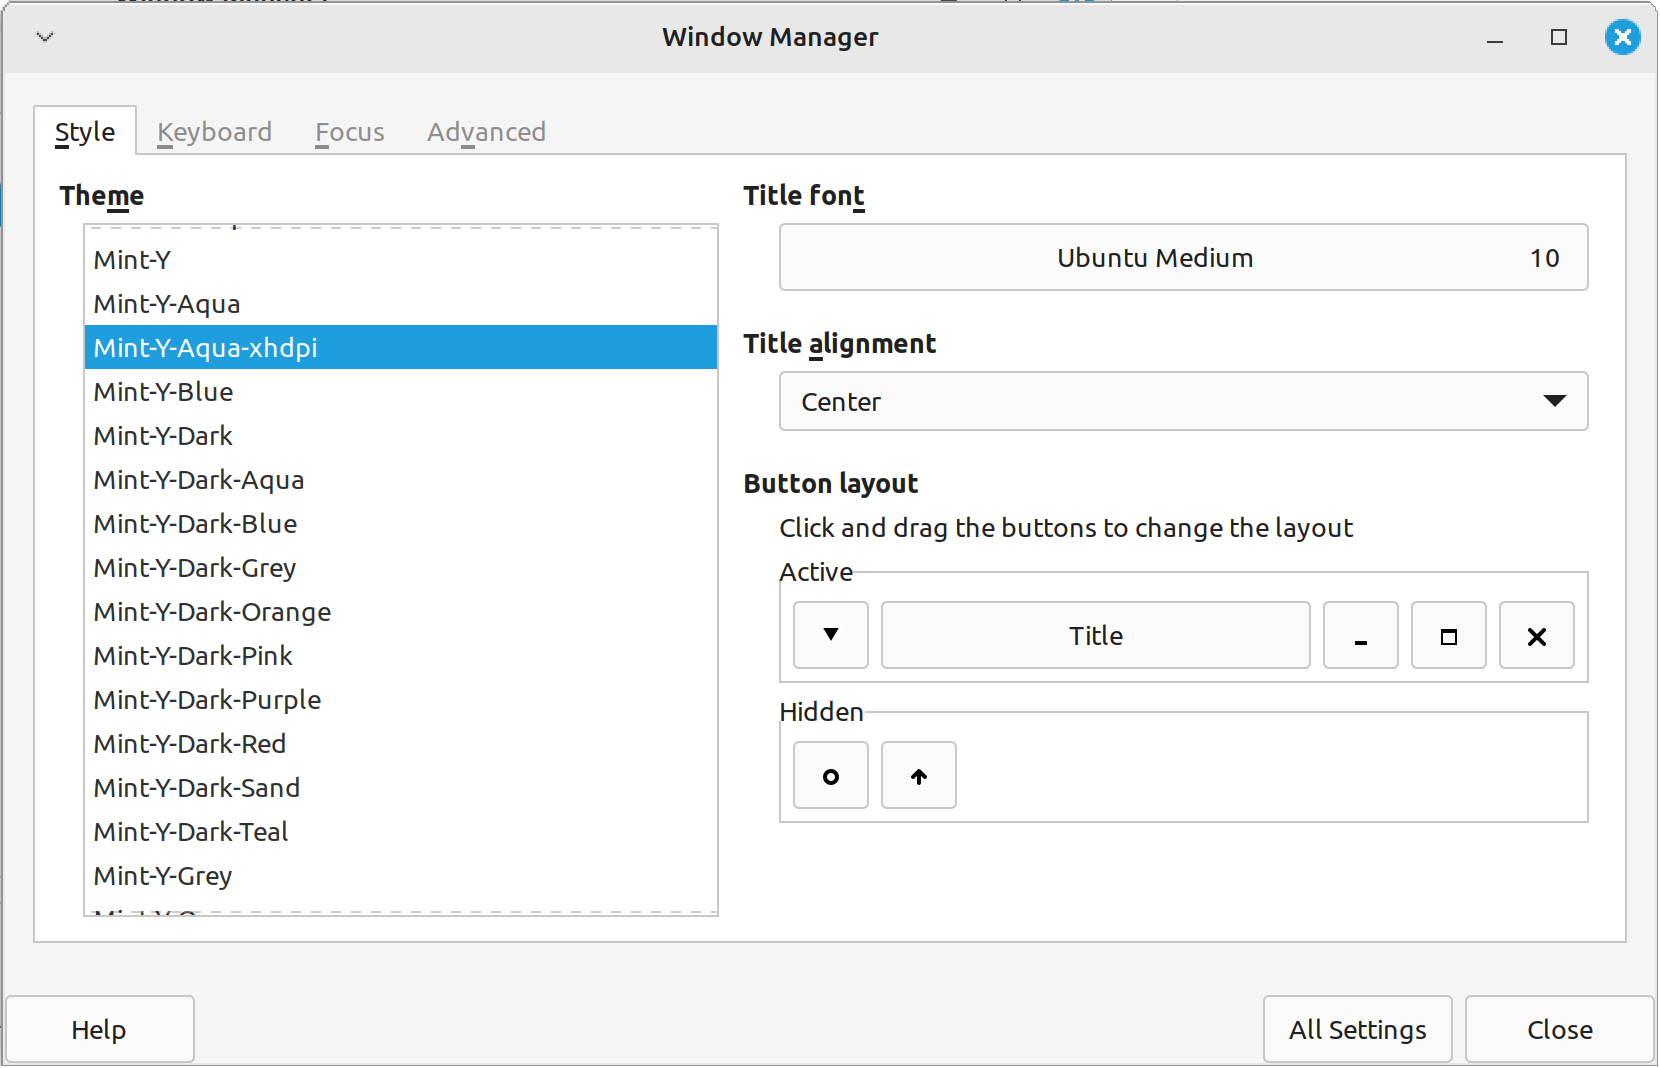 Window Manager
Style
Keyboard
Focus
Advanced
Theme
Mint-Y
Mint-Y-Aqua
Mint-Y-Aqua-xhdpi
Mint-Y-Blue
Mint-Y-Dark
Mint-Y-Dark-Aqua
Mint-Y-Dark-Blue
Mint-Y-Dark-Grey
Mint-Y-Dark-Orange
Mint-Y-Dark-Pink
Mint-Y-Dark-Purple
Mint-Y-Dark-Red
Mint-Y-Dark-Sand
Mint-Y-Dark-Teal
Mint-Y-Grey
Title font
Ubuntu Medium 10
Title alignment
Center
Button layout
Click and drag the buttons to change the layout
Active
Title
Hidden
Help
All Settings
Close